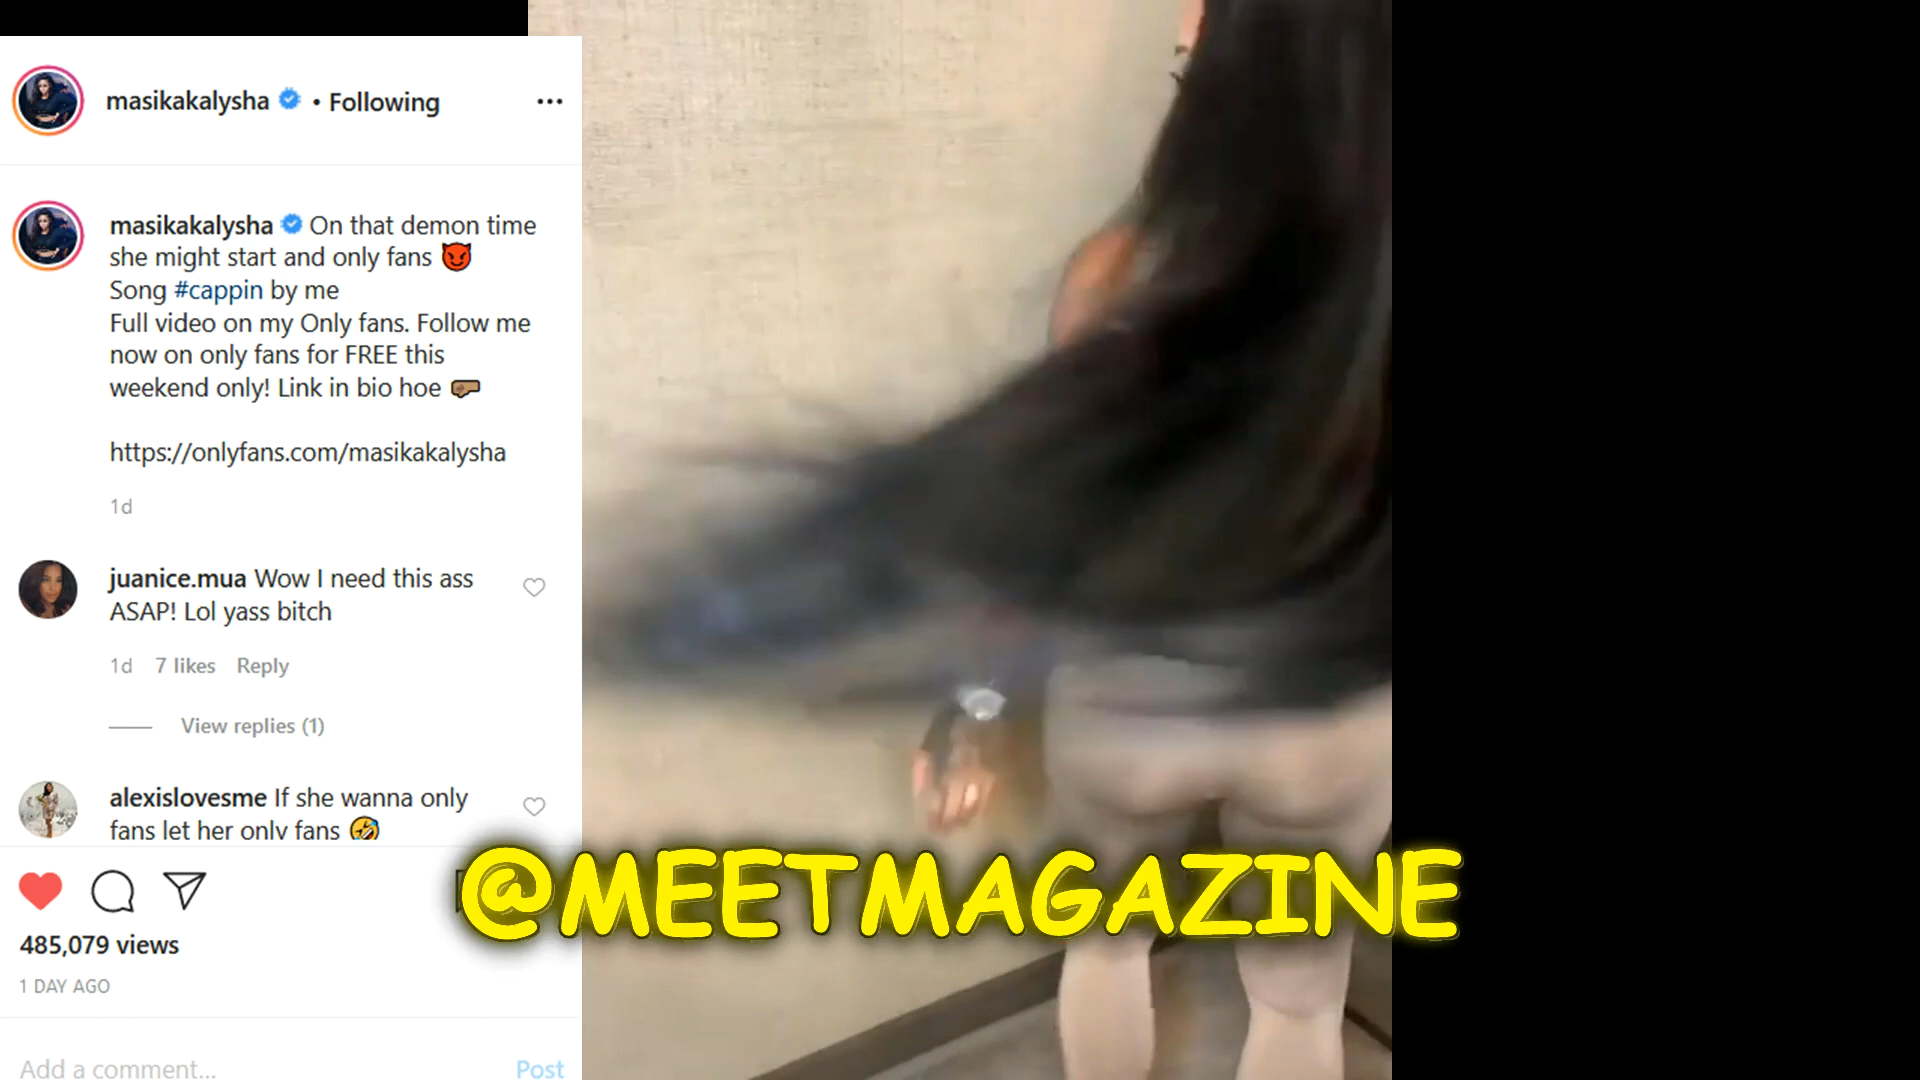 masikakalysha • Following
masikakalysha On that demon time
she might start and only fans 😈
Song #cappin by me
Full video on my Only fans. Follow me
now on only fans for FREE this
weekend only! Link in bio hoe 🤛🏾
https://onlyfans.com/masikakalysha
1d
juanice.mua Wow I need this ass
ASAP! Lol yass bitch
1d 7 likes Reply
View replies (1)
alexislovesme If she wanna only
fans let her only fans 🤣
@MEETMAGAZINE
485,079 views
1 DAY AGO
Add a comment... Post